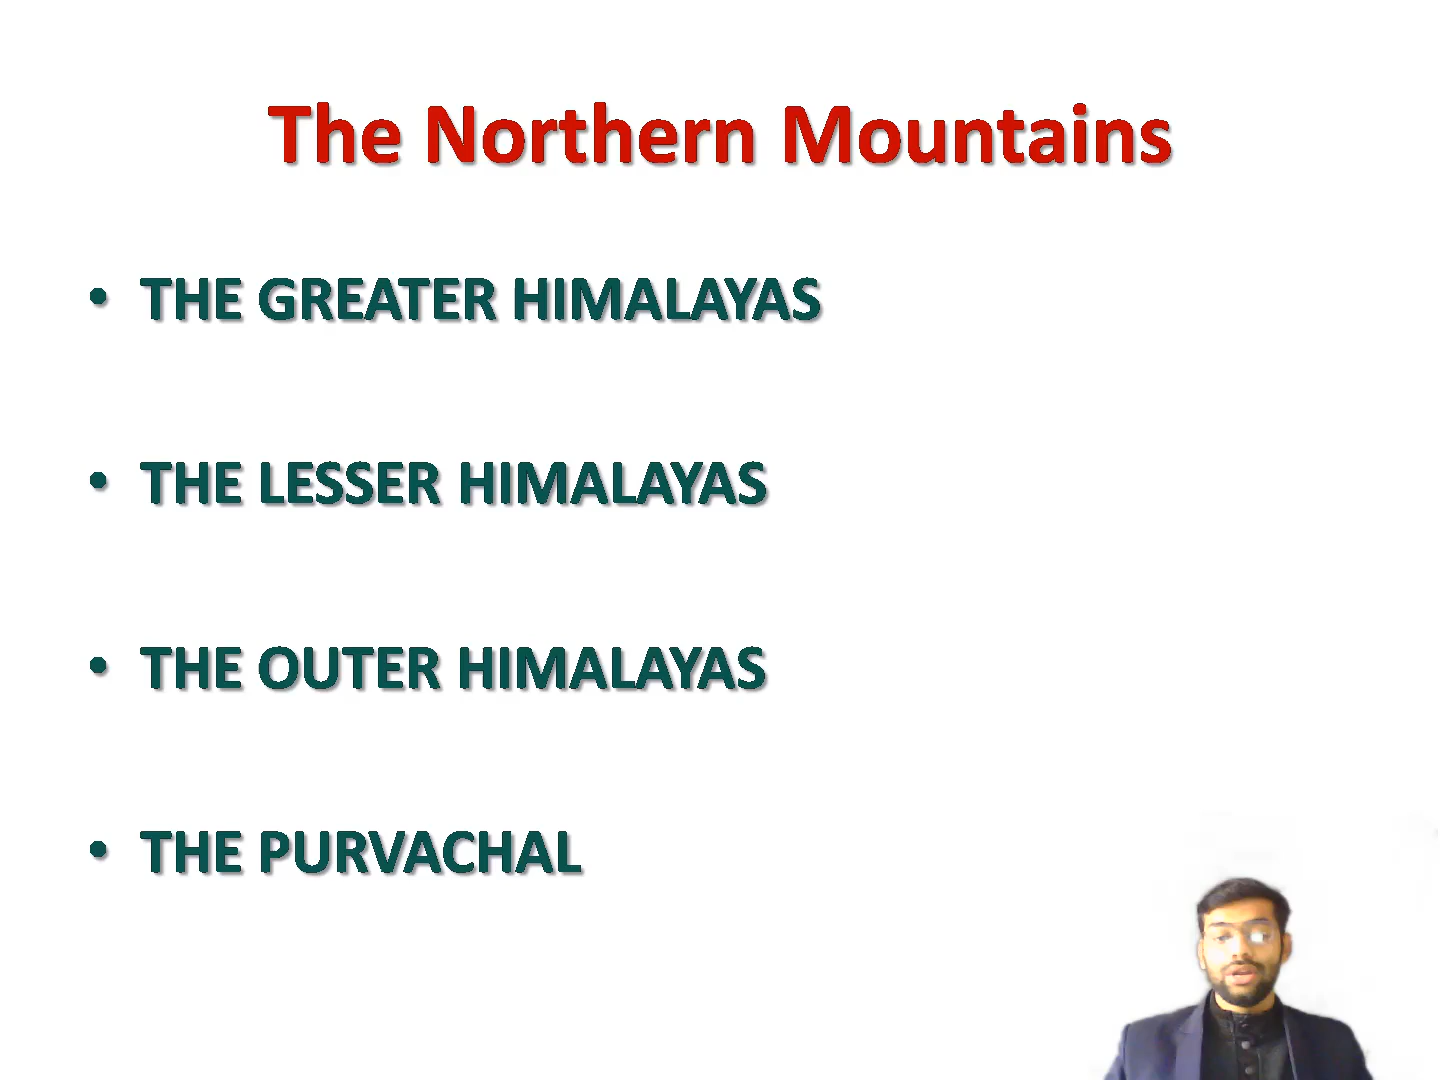 The Northern Mountains
• THE GREATER HIMALAYAS
• THE LESSER HIMALAYAS
• THE OUTER HIMALAYAS
• THE PURVACHAL